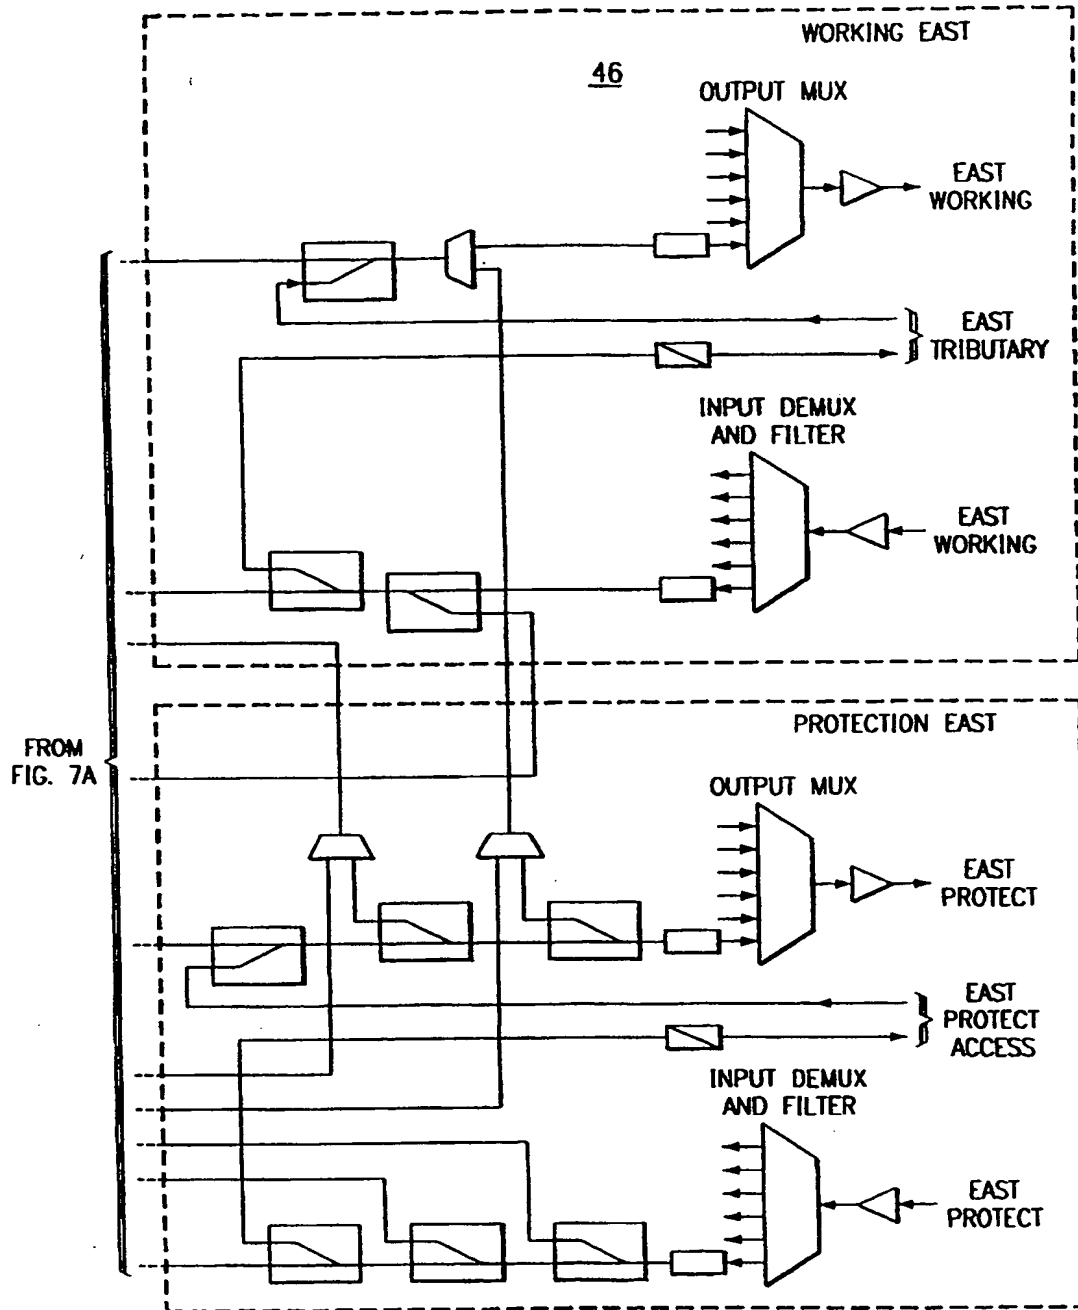 WORKING EAST
46
OUTPUT MUX
EAST
WORKING
EAST
TRIBUTARY
INPUT DEMUX
AND FILTER
EAST
WORKING
FROM
FIG. 7A
PROTECTION EAST
OUTPUT MUX
EAST
PROTECT
EAST
PROTECT
ACCESS
INPUT DEMUX
AND FILTER
EAST
PROTECT